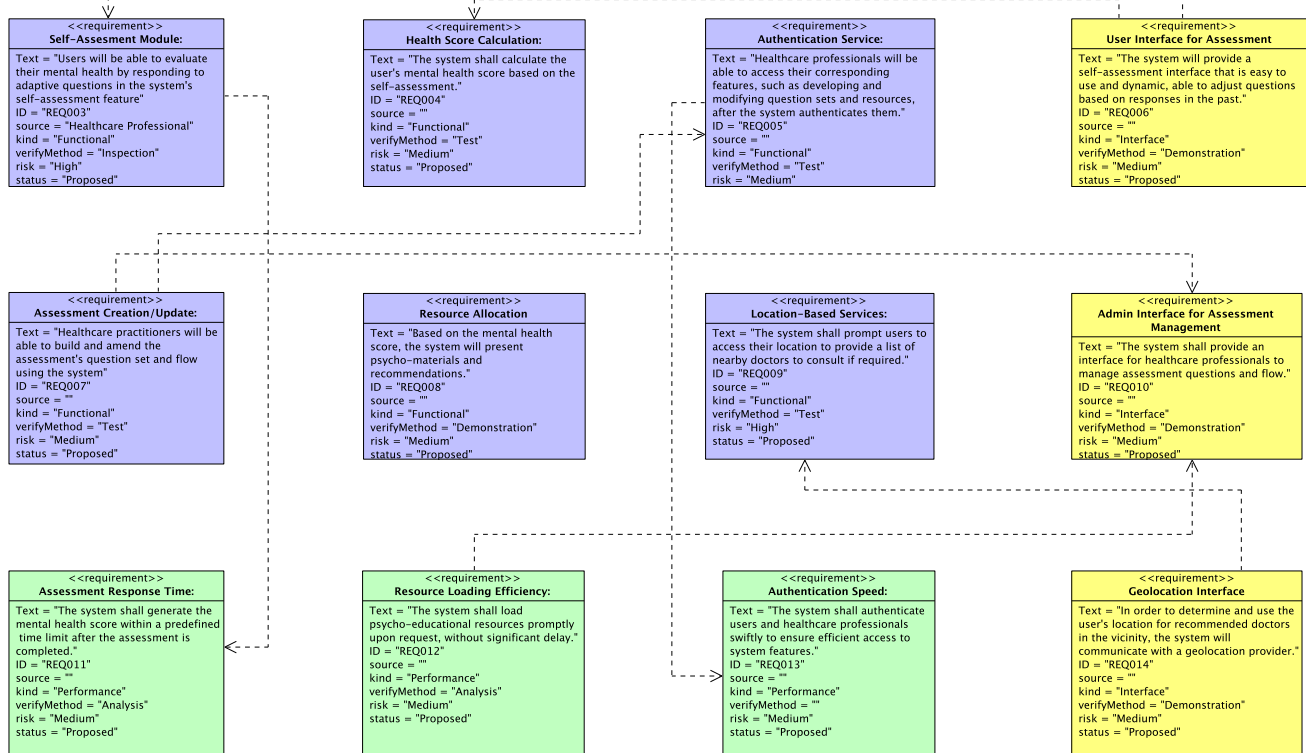 <<requirement>>
Self-Assesment Module:
Text = "Users will be able to evaluate
their mental health by responding to
adaptive questions in the system's
self-assessment feature"
ID = "REQ003"
source = "Healthcare Professional"
kind = "Functional"
verifyMethod = "Inspection"
risk = "High"
status = "Proposed"
<<requirement>>
Health Score Calculation:
Text = "The system shall calculate the
user's mental health score based on the
self-assessment."
ID = "REQ004"
source = ""
kind = "Functional"
verifyMethod = "Test"
risk = "Medium"
status = "Proposed"
<<requirement>>
Authentication Service:
Text = "Healthcare professionals will be
able to access their corresponding
features, such as developing and
modifying question sets and resources,
after the system authenticates them."
ID = "REQ005"
source = ""
kind = "Functional"
verifyMethod = "Test"
risk = "Medium"
<<requirement>>
User Interface for Assessment
Text = "The system will provide a
self-assessment interface that is easy to
use and dynamic, able to adjust questions
based on responses in the past."
ID = "REQ006"
source = ""
kind = "Interface"
verifyMethod = "Demonstration"
risk = "Medium"
status = "Proposed"
<<requirement>>
Assessment Creation/Update:
Text = "Healthcare practitioners will be
able to build and amend the
assessment's question set and flow
using the system"
ID = "REQ007"
source = ""
kind = "Functional"
verifyMethod = "Test"
risk = "Medium"
status = "Proposed"
<<requirement>>
Resource Allocation
Text = "Based on the mental health
score, the system will present
psycho-materials and
recommendations."
ID = "REQ008"
source = ""
kind = "Functional"
verifyMethod = "Demonstration"
risk = "Medium"
status = "Proposed"
<<requirement>>
Location-Based Services:
Text = "The system shall prompt users to
access their location to provide a list of
nearby doctors to consult if required."
ID = "REQ009"
source = ""
kind = "Functional"
verifyMethod = "Test"
risk = "High"
status = "Proposed"
<<requirement>>
Admin Interface for Assessment
Management
Text = "The system shall provide an
interface for healthcare professionals to
manage assessment questions and flow."
ID = "REQ010"
source = ""
kind = "Interface"
verifyMethod = "Demonstration"
risk = "Medium"
status = "Proposed"
<<requirement>>
Assessment Response Time:
Text = "The system shall generate the
mental health score within a predefined
time limit after the assessment is
completed."
ID = "REQ011"
source = ""
kind = "Performance"
verifyMethod = "Analysis"
risk = "Medium"
status = "Proposed"
<<requirement>>
Resource Loading Efficiency:
Text = "The system shall load
psycho-educational resources promptly
upon request, without significant delay."
ID = "REQ012"
source = ""
kind = "Performance"
verifyMethod = "Analysis"
risk = "Medium"
status = "Proposed"
<<requirement>>
Authentication Speed:
Text = "The system shall authenticate
users and healthcare professionals
swiftly to ensure efficient access to
system features."
ID = "REQ013"
source = ""
kind = "Performance"
verifyMethod = ""
risk = "Medium"
status = "Proposed"
<<requirement>>
Geolocation Interface
Text = "In order to determine and use the
user's location for recommended doctors
in the vicinity, the system will
communicate with a geolocation provider."
ID = "REQ014"
source = ""
kind = "Interface"
verifyMethod = "Demonstration"
risk = "Medium"
status = "Proposed"